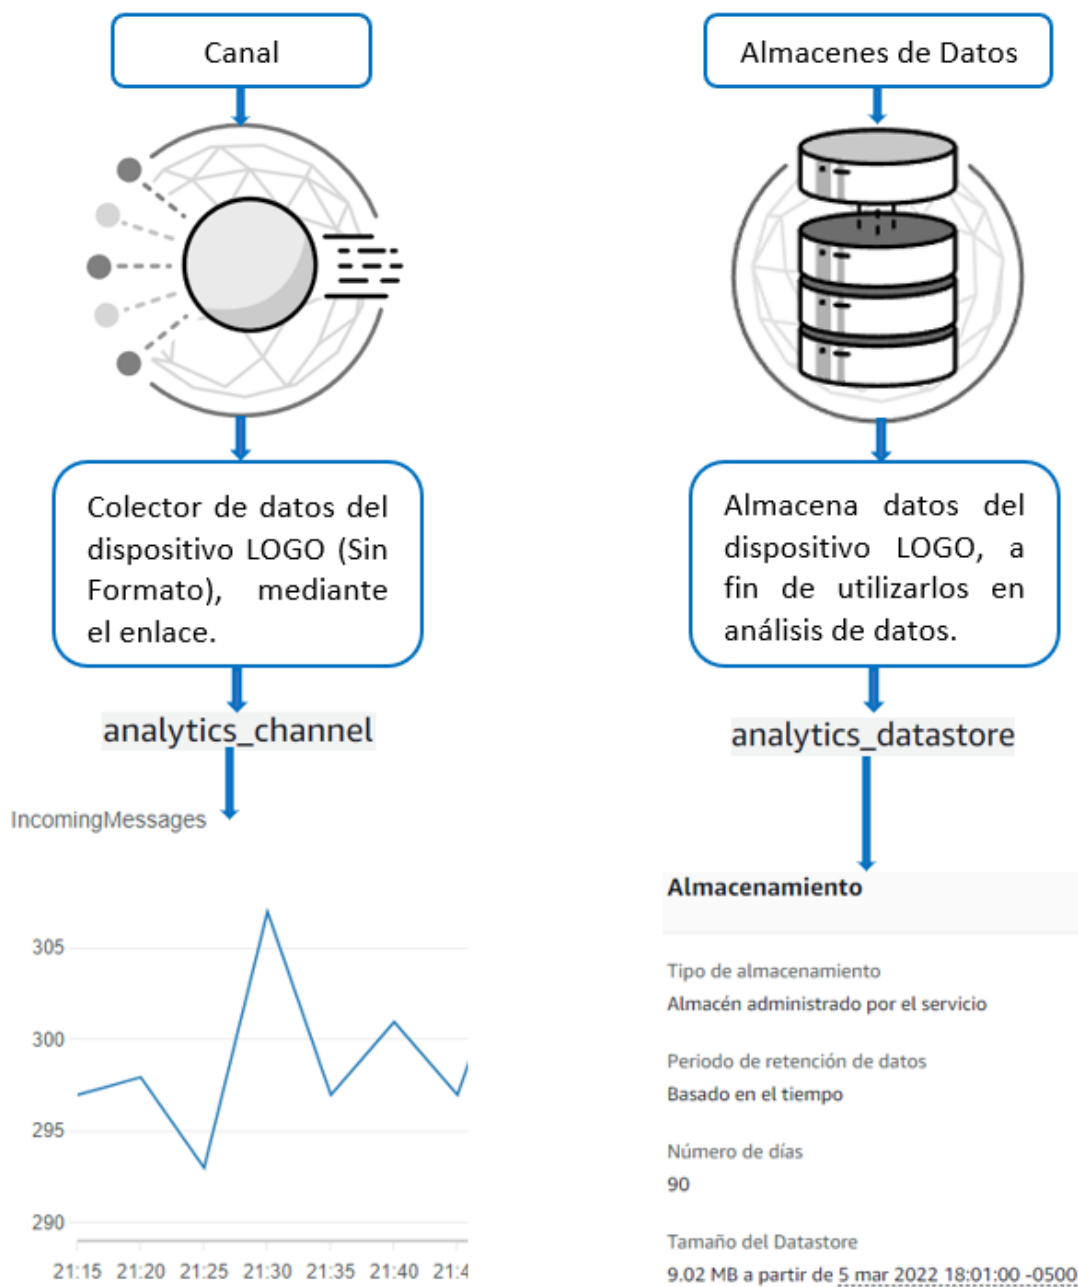 Canal
Colector de datos del
dispositivo LOGO (Sin
Formato), mediante
el enlace.
analytics_channel
IncomingMessages
305
300
295
290
21:15 21:20 21:25 21:30 21:35 21:40 21:4
Almacenes de Datos
Almacena datos del
dispositivo LOGO, a
fin de utilizarlos en
análisis de datos.
analytics_datastore
Almacenamiento
Tipo de almacenamiento
Almacén administrado por el servicio
Periodo de retención de datos
Basado en el tiempo
Número de días
90
Tamaño del Datastore
9.02 MB a partir de 5 mar 2022 18:01:00 -0500